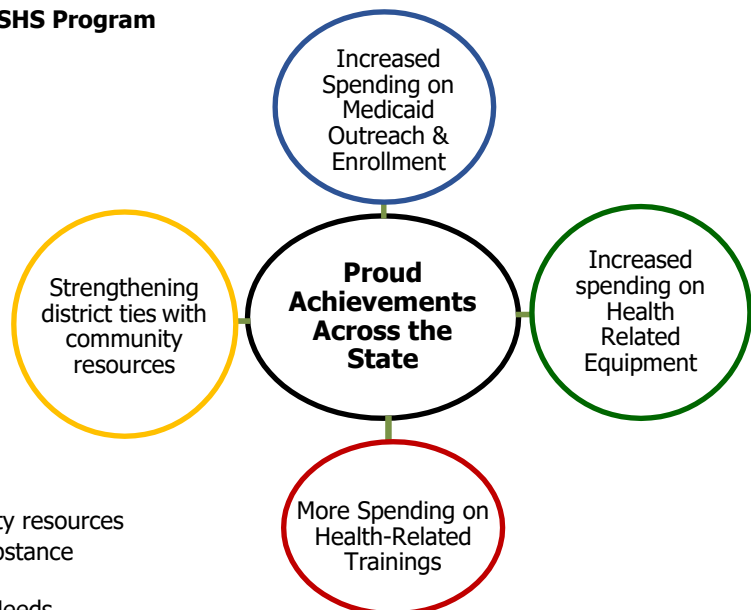 SHS Program
Increased
Spending on
Medicaid
Outreach &
Enrollment
Strengthening
district ties with
community
resources
Proud
Achievements
Across the
State
Increased
spending on
Health
Related
Equipment
More Spending on
Health-Related
Trainings
ty resources
bstance